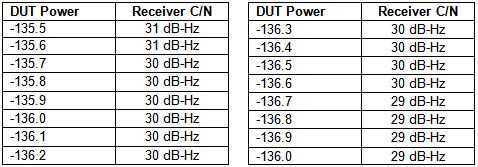 DUT Power Receiver C/N
-135.5 31 dB-Hz
-135.6 31 dB-Hz
-135.7 30 dB-Hz
-135.8 30 dB-Hz
-135.9 30 dB-Hz
-136.0 30 dB-Hz
-136.1 30 dB-Hz
-136.2 30 dB-Hz
DUT Power Receiver C/N
-136.3 30 dB-Hz
-136.4 30 dB-Hz
-136.5 30 dB-Hz
-136.6 30 dB-Hz
-136.7 29 dB-Hz
-136.8 29 dB-Hz
-136.9 29 dB-Hz
-136.0 29 dB-Hz